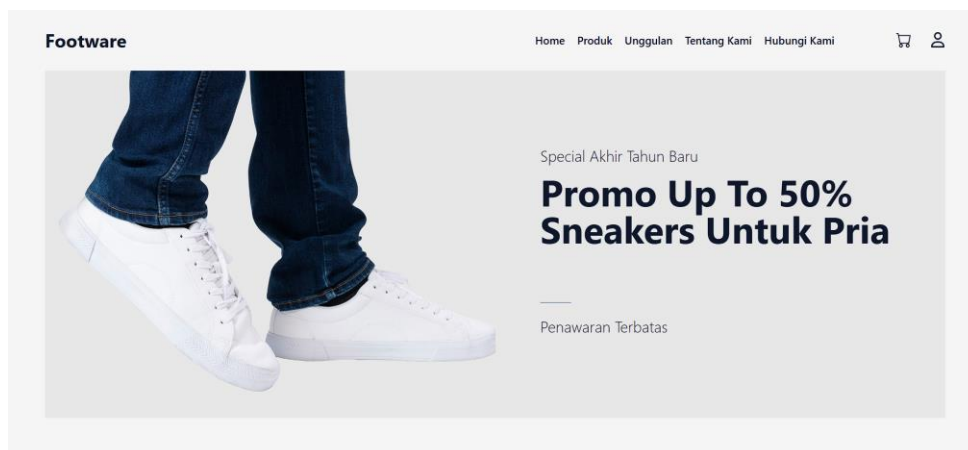 Footware
Home Produk Unggulan Tentang Kami Hubungi Kami
Special Akhir Tahun Baru
Promo Up To 50%
Sneakers Untuk Pria
Penawaran Terbatas